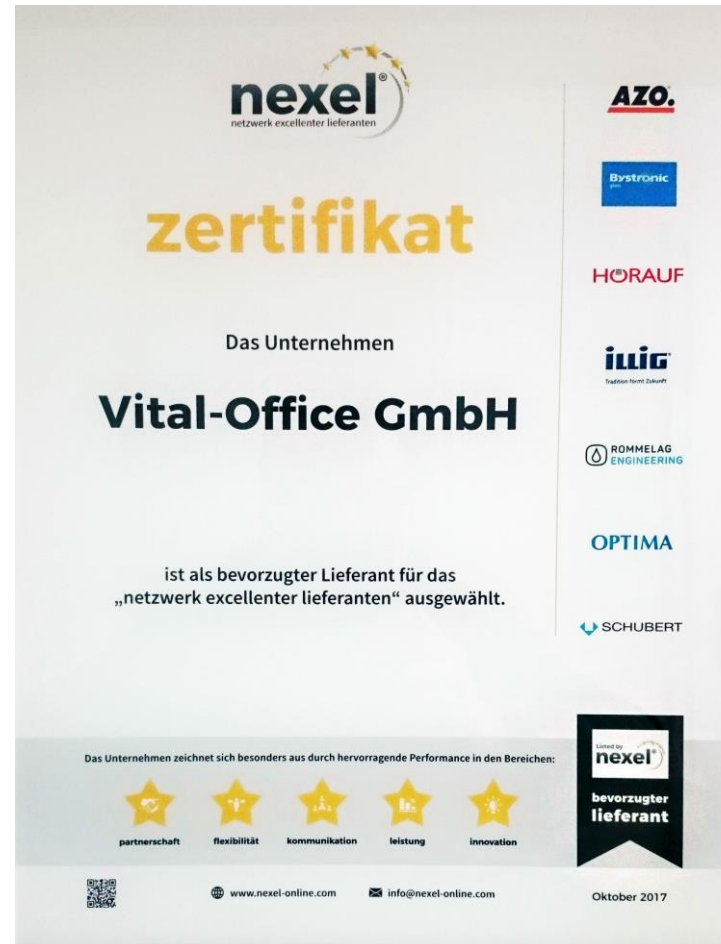 nexel®
netzwerk excellenter lieferanten
zertifikat
Das Unternehmen
Vital-Office GmbH
ist als bevorzugter Lieferant für das
„netzwerk excellenter lieferanten“ ausgewählt.
AZO.
Bystronic
glass
HÖRAUF
illig
Tradition formt Zukunft
ROMMELAG
ENGINEERING
OPTIMA
SCHUBERT
Das Unternehmen zeichnet sich besonders aus durch hervorragende Performance in den Bereichen:
partnerschaft flexibilität kommunikation leistung innovation
Listed by
nexel®
bevorzugter
lieferant
www.nexel-online.com info@nexel-online.com
Oktober 2017